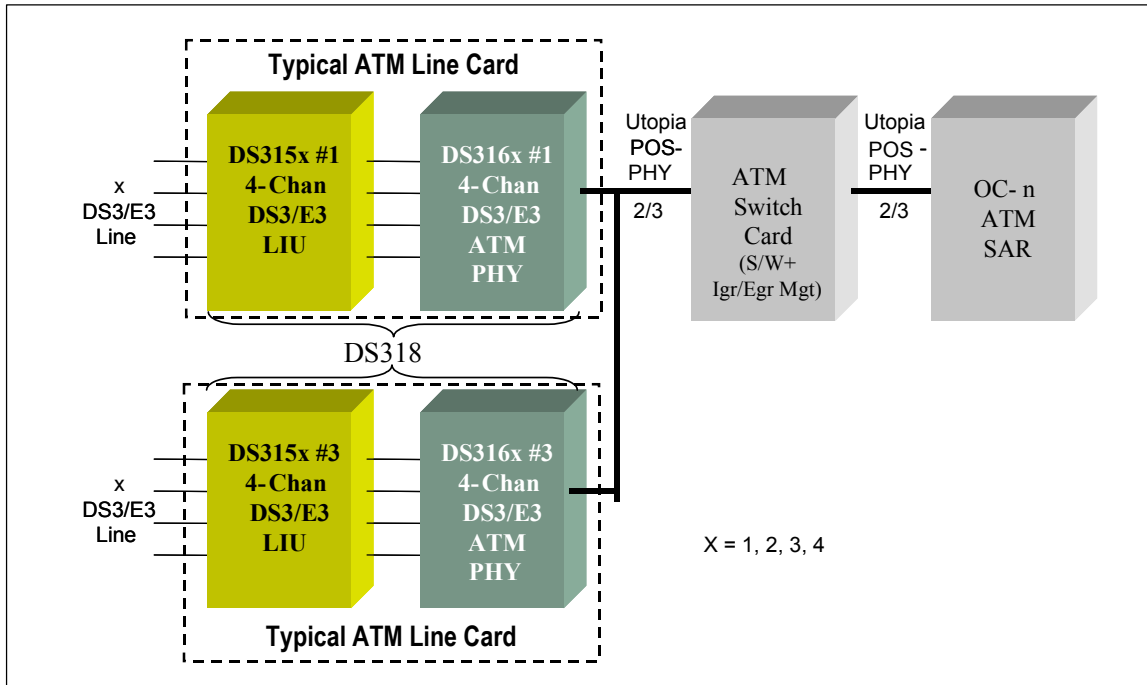 Typical ATM Line Card
DS315x #1
4-Chan
DS3/E3
LIU
DS316x #1
4-Chan
DS3/E3
ATM
PHY
x
DS3/E3
Line
Utopia
POS-
PHY
2/3
ATM
Switch
Card
(S/W+
Igr/Egr Mgt)
Utopia
POS -
PHY
2/3
OC- n
ATM
SAR
DS318
x
DS3/E3
Line
DS315x #3
4-Chan
DS3/E3
LIU
DS316x #3
4-Chan
DS3/E3
ATM
PHY
X = 1, 2, 3, 4
Typical ATM Line Card